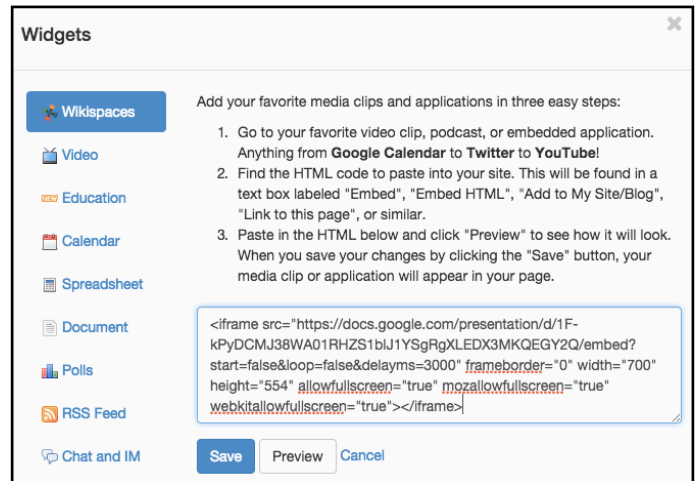 Widgets
Wikispaces
Video
NEW Education
Calendar
Spreadsheet
Document
Polls
RSS Feed
Chat and IM
Add your favorite media clips and applications in three easy steps:
1. Go to your favorite video clip, podcast, or embedded application.
Anything from Google Calendar to Twitter to YouTube!
2. Find the HTML code to paste into your site. This will be found in a
text box labeled "Embed", "Embed HTML", "Add to My Site/Blog",
"Link to this page", or similar.
3. Paste in the HTML below and click "Preview" to see how it will look.
When you save your changes by clicking the "Save" button, your
media clip or application will appear in your page.
<iframe src="https://docs.google.com/presentation/d/1F-
kPyDCMJ38WA01RHZS1blJ1YSgRgXLEDX3MKQEGY2Q/embed?
start=false&loop=false&delayms=3000" frameborder="0" width="700"
height="554" allowfullscreen="true" mozallowfullscreen="true"
webkitallowfullscreen="true"></iframe>
Save Preview Cancel